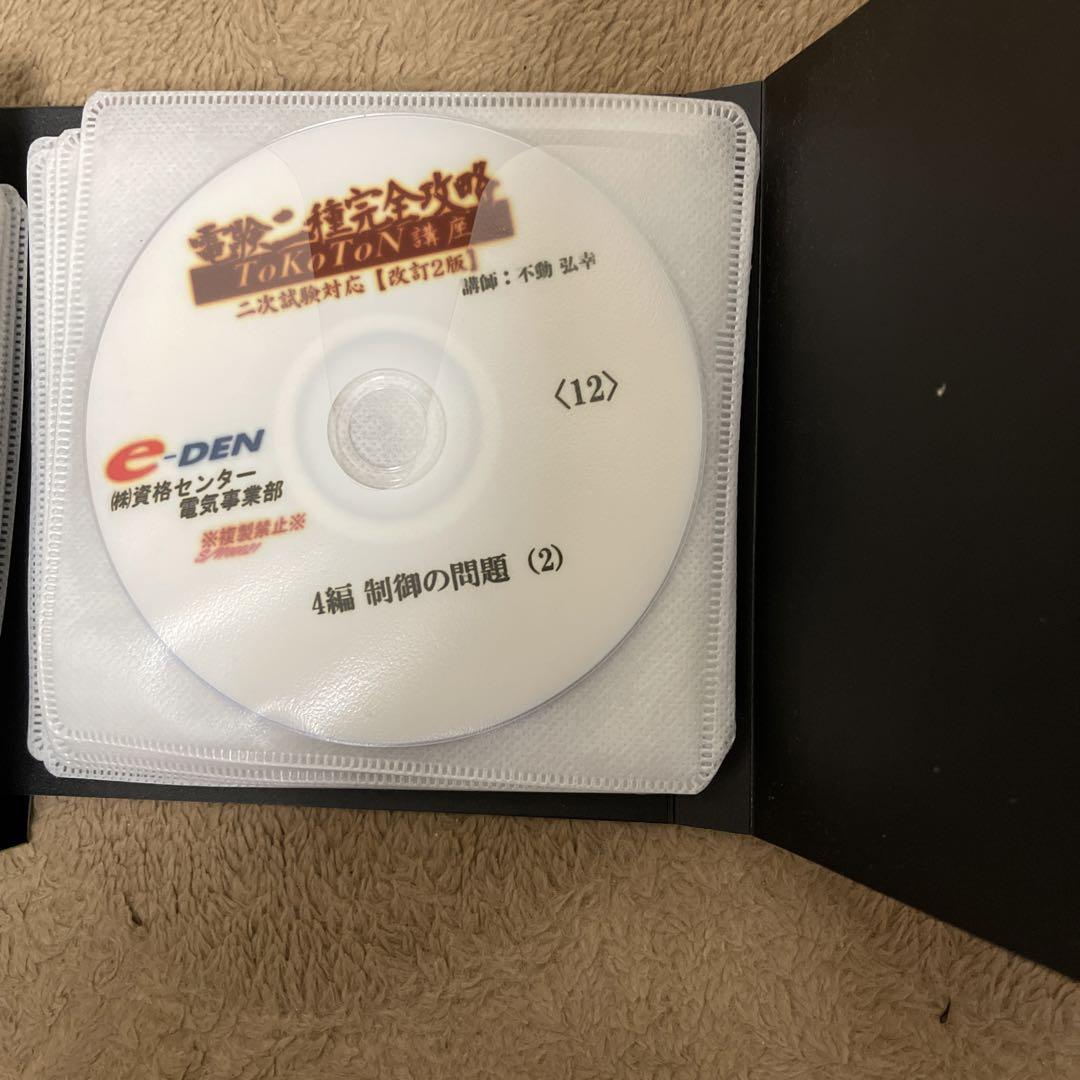 電験二種完全攻略
ToKoToN講座
二次試験対応【改訂2版】
講師:不動 弘幸
〈12〉
e-DEN
㈱資格センター
電気事業部
※複製禁止※
4編 制御の問題（2）